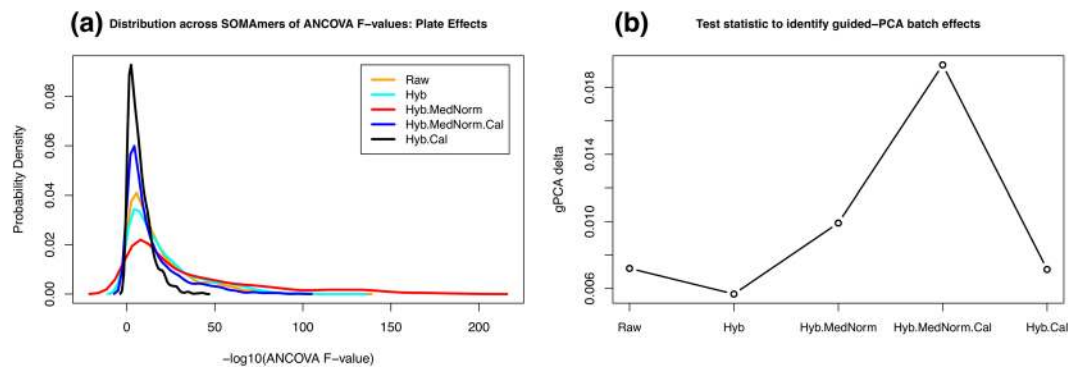 (a) Distribution across SOMAmers of ANCOVA F−values: Plate Effects
Probability Density
0.00
0.02
0.04
0.06
0.08
Raw
Hyb
Hyb.MedNorm
Hyb.MedNorm.Cal
Hyb.Cal
0 50 100 150 200
−log10(ANCOVA F−value)
(b) Test statistic to identify guided−PCA batch effects
gPCA delta
0.006
0.010
0.014
0.018
Raw Hyb Hyb.MedNorm Hyb.MedNorm.Cal Hyb.Cal